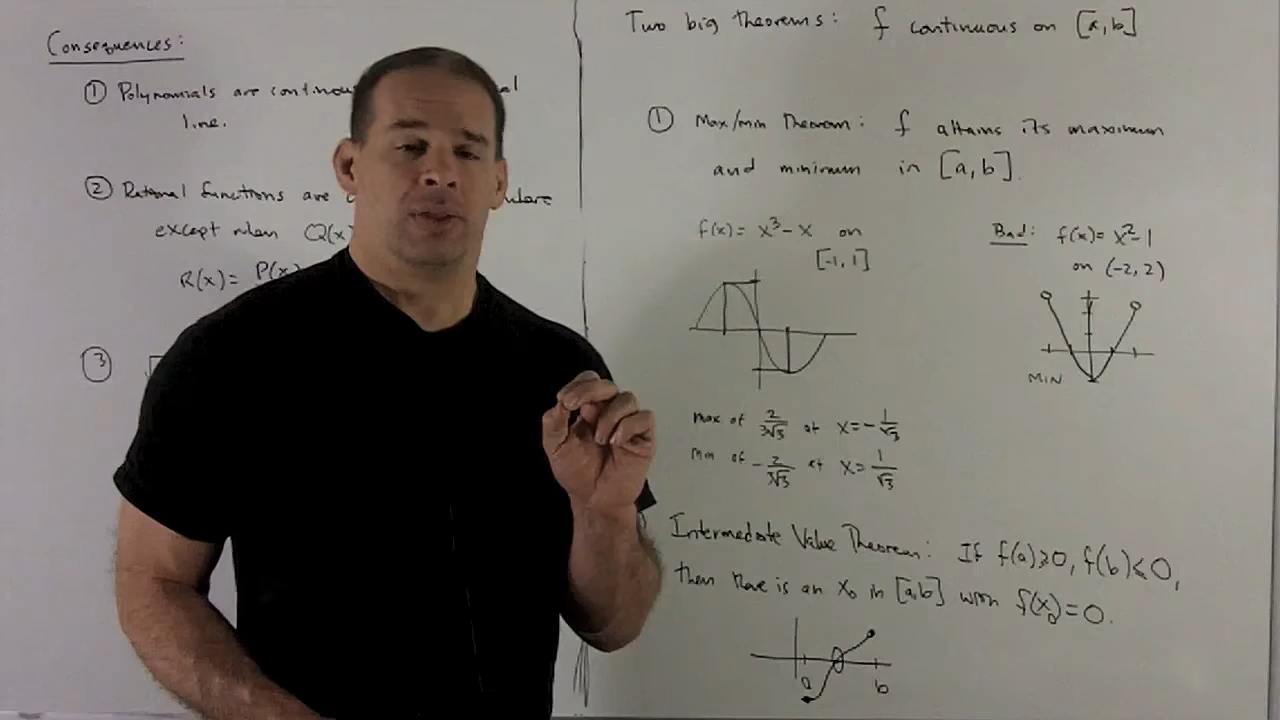 Consequences:
① Polynomials are continuou
al
line.
② Rational functions are
where
except when Q(x)
R(x)= P(x)
③
Two big theorems: f continuous on [a,b]
① Max/min Theorem: f attains its maximum
and minimum in [a,b].
f(x)= x³-x on
[-1,1]
Bad: f(x)= x²-1
on (-2,2)
MIN
max of 2/3√3 at x=-1/√3
min of -2/3√3 at x=1/√3
Intermediate Value Theorem: If f(a)≥0, f(b)≤0,
then there is an x₀ in [a,b] with f(x₀)=0.
a b